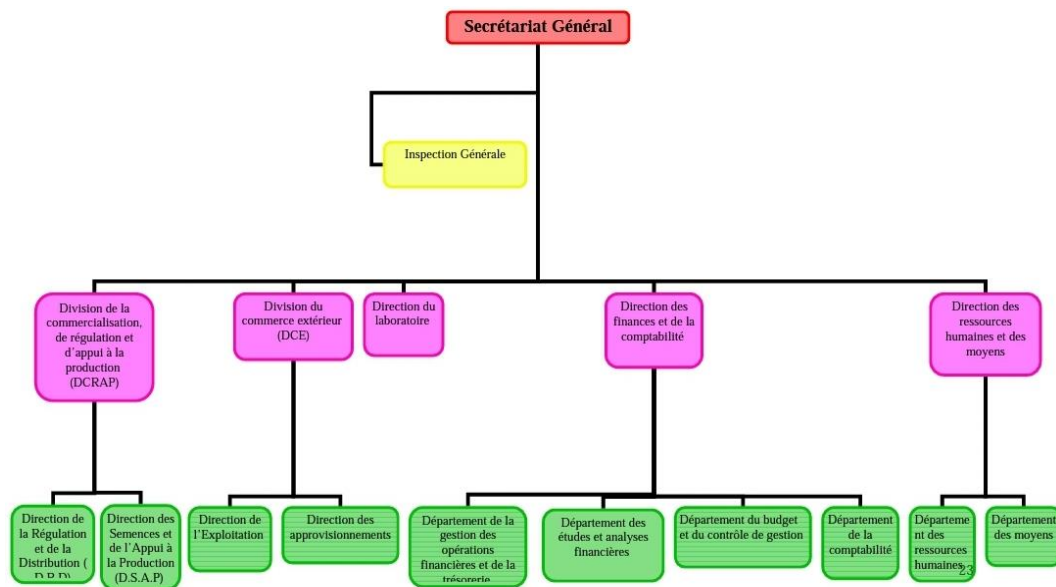 Secrétariat Général
Inspection Générale
Division de la
commercialisation,
de régulation et
d'appui à la
production
(DCRAP)
Division du
commerce extérieur
(DCE)
Direction du
laboratoire
Direction des
finances et de la
comptabilité
Direction des
ressources
humaines et des
moyens
Direction de
la Régulation
et de la
Distribution (
D.R.D)
Direction des
Semences et
de l'Appui à
la Production
(D.S.A.P)
Direction de
l'Exploitation
Direction des
approvisionnements
Département de la
gestion des
opérations
financières et de la
trésorerie
Département des
études et analyses
financières
Département du budget
et du contrôle de gestion
Département
de la
comptabilité
Départeme
nt des
ressources
humaines
Département
des moyens
23